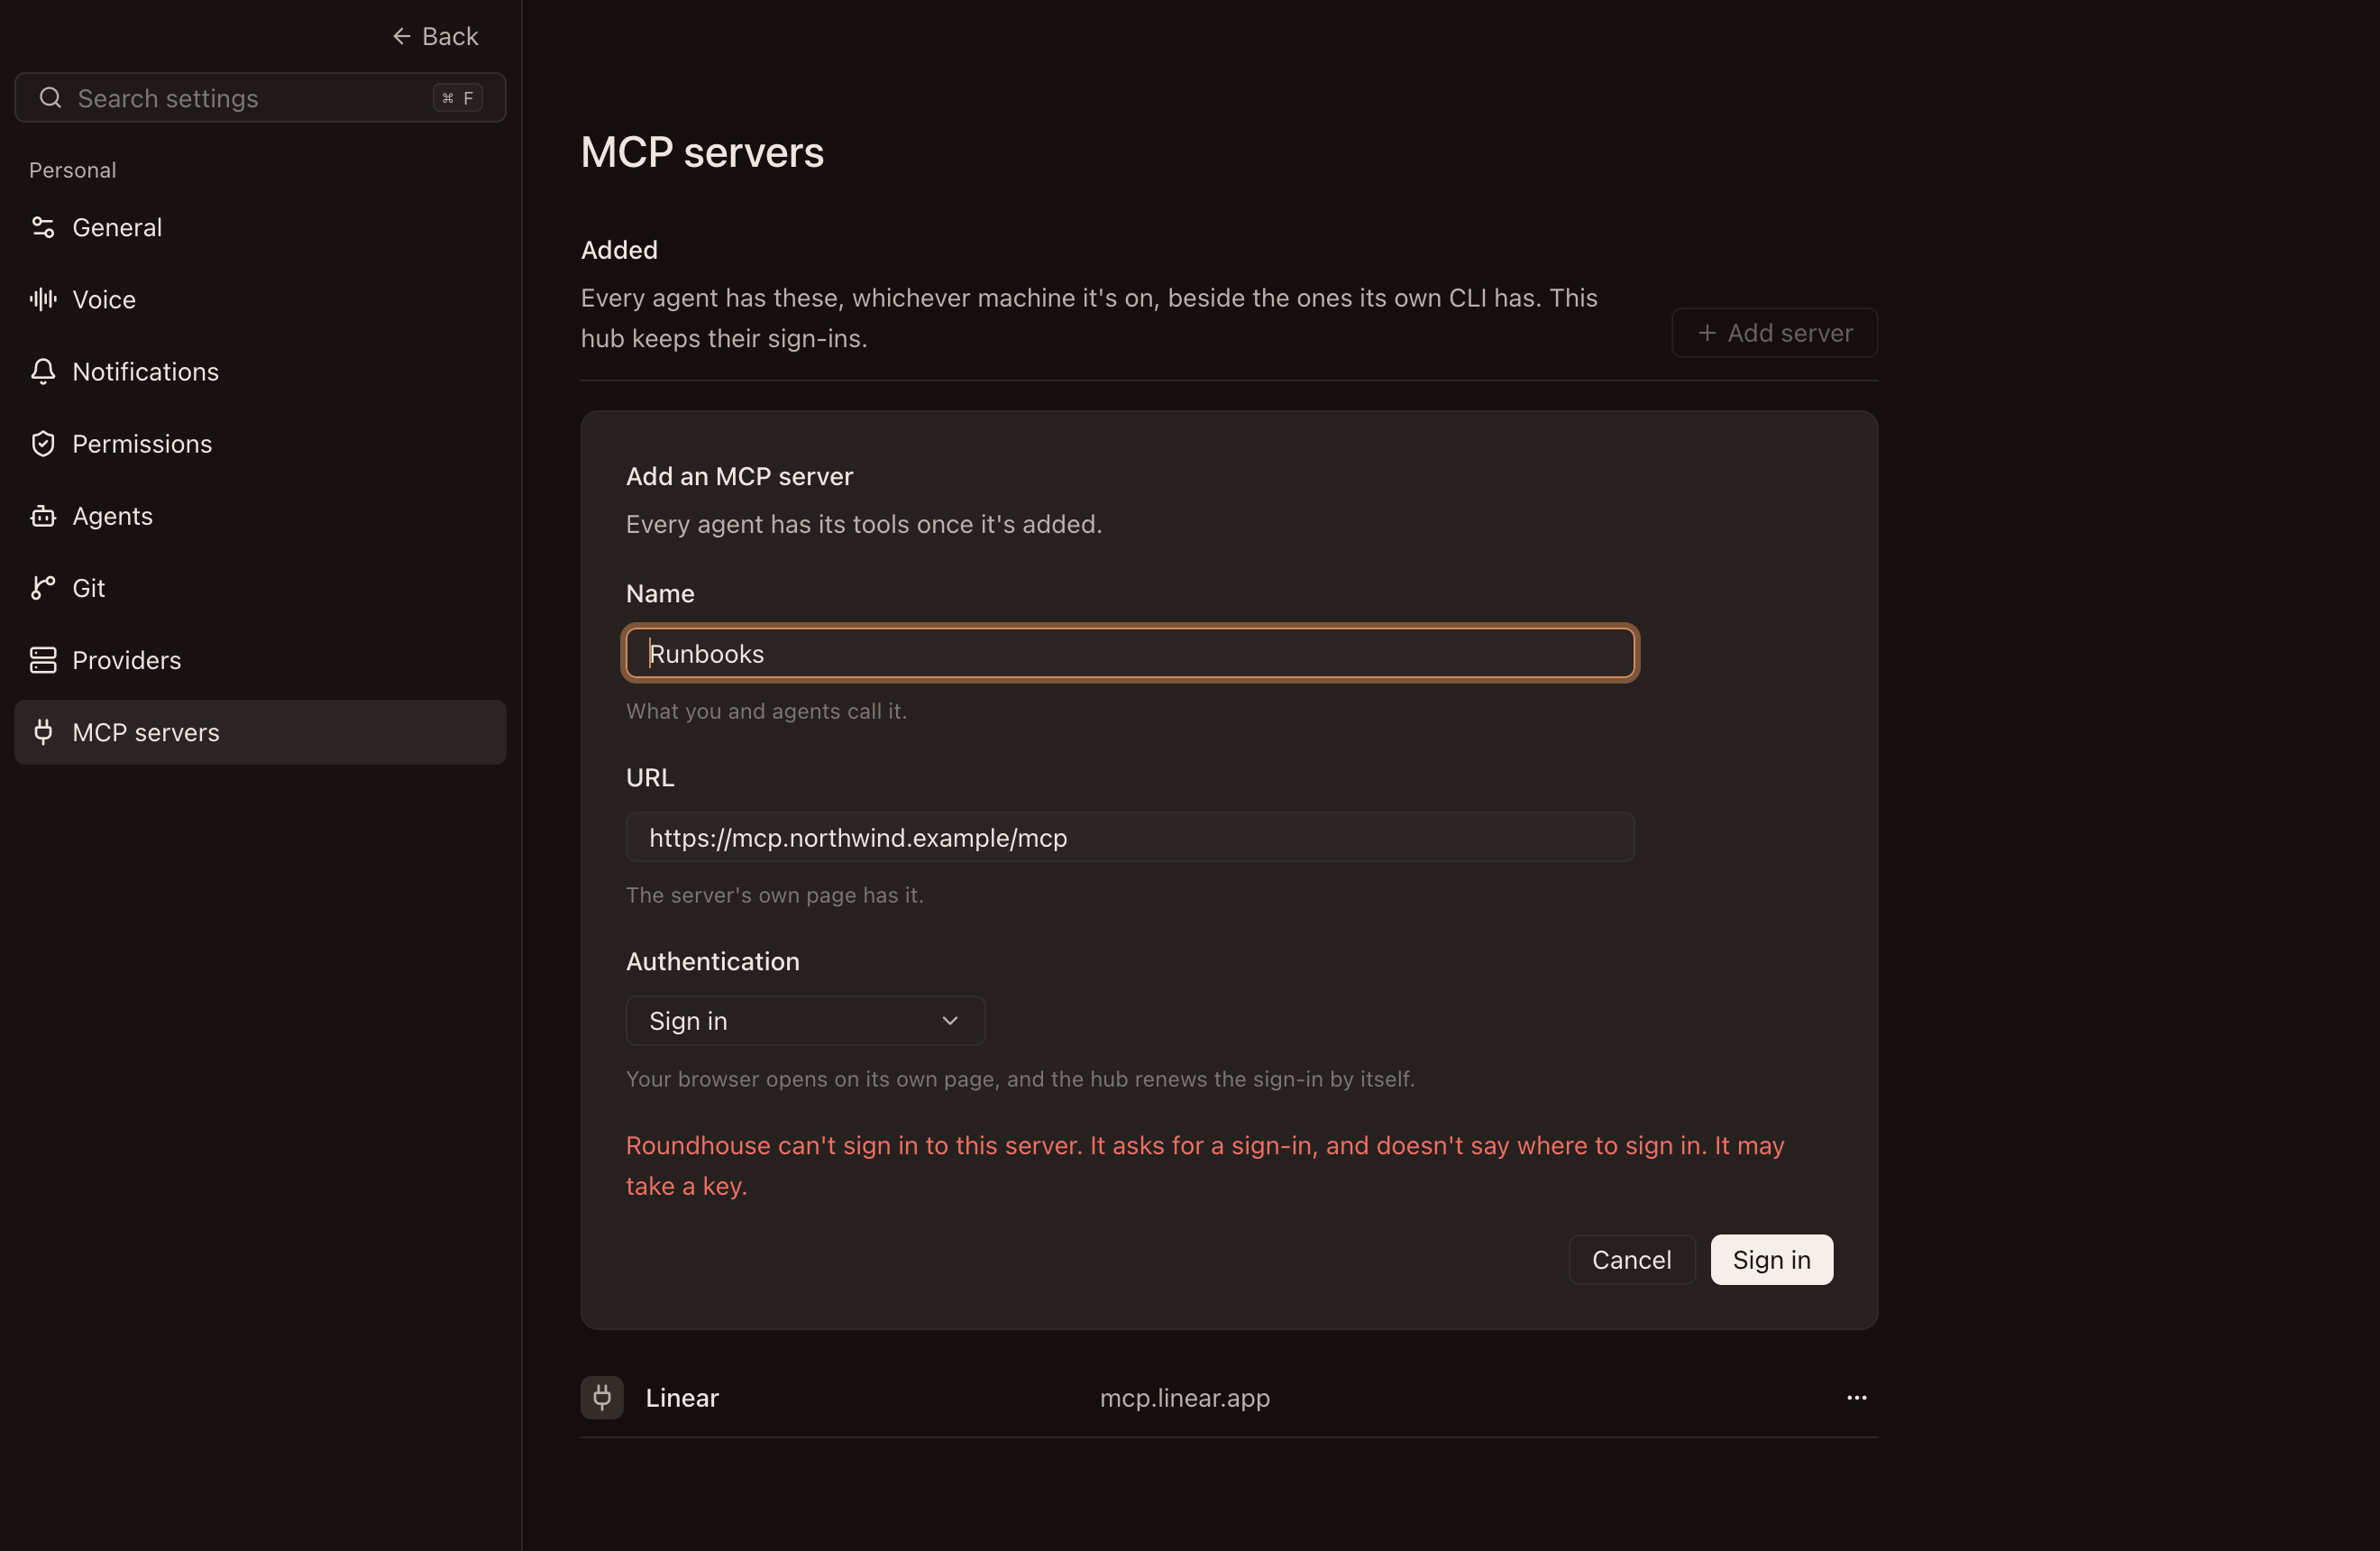 Back
Search settings
⌘ F
Personal
General
Voice
Notifications
Permissions
Agents
Git
Providers
MCP servers
MCP servers
Added
Every agent has these, whichever machine it's on, beside the ones its own CLI has. This
hub keeps their sign-ins.
Add server
Add an MCP server
Every agent has its tools once it's added.
Name
Runbooks
What you and agents call it.
URL
https://mcp.northwind.example/mcp
The server's own page has it.
Authentication
Sign in
Your browser opens on its own page, and the hub renews the sign-in by itself.
Roundhouse can't sign in to this server. It asks for a sign-in, and doesn't say where to sign in. It may
take a key.
Cancel
Sign in
Linear
mcp.linear.app